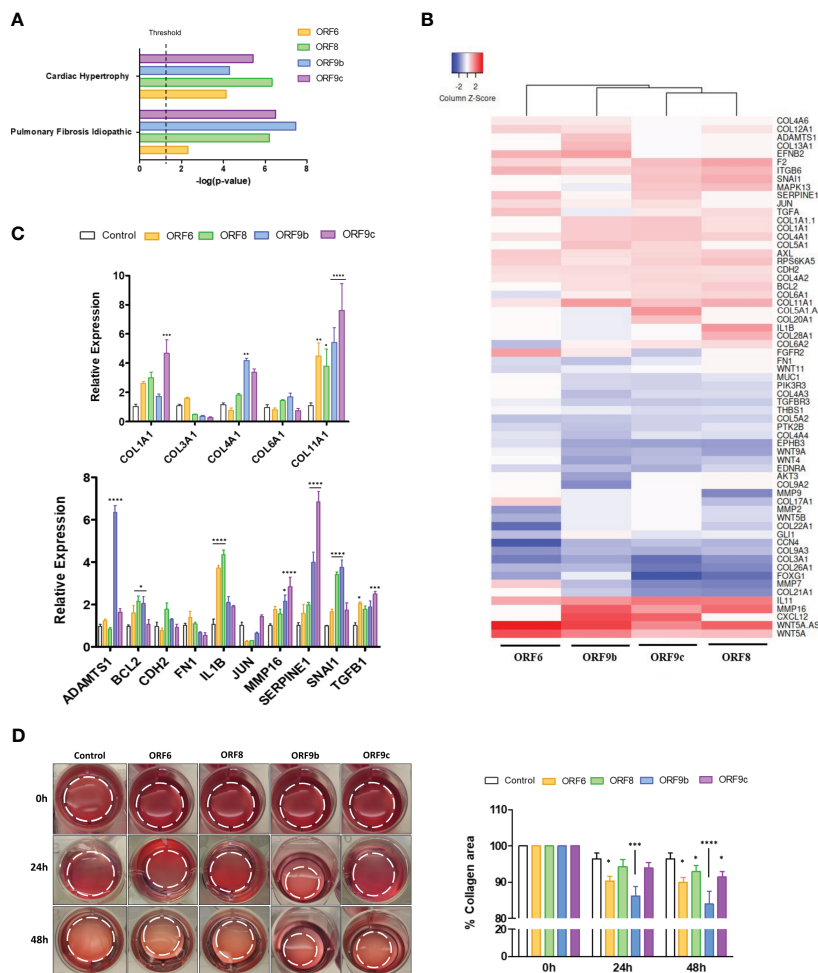 A
Threshold
ORF6
ORF8
ORF9b
ORF9c
Cardiac Hypertrophy
Pulmonary Fibrosis Idiopathic
0 2 4 6 8
-log(p-value)
B
-2 2
Column Z-Score
COL4A6
COL12A1
ADAMTS1
COL13A1
EFNB2
F2
ITGB6
SNAI1
MAPK13
SERPINE1
JUN
TGFA
COL1A1.1
COL1A1
COL4A1
COL5A1
AXL
RPS6KA5
CDH2
COL4A2
BCL2
COL6A1
COL11A1
COL5A1.A
COL20A1
IL1B
COL28A1
COL6A2
FGFR2
FN1
WNT11
MUC1
PIK3R3
COL4A3
TGFBR3
THBS1
COL5A2
PTK2B
COL4A4
EPHB3
WNT9A
WNT4
EDNRA
AKT3
COL9A2
MMP9
COL17A1
MMP2
WNT5B
COL22A1
GLI1
CCN4
COL9A3
COL3A1
COL26A1
FOXG1
MMP7
COL21A1
IL11
MMP16
CXCL12
WNT5A.AS
WNT5A
ORF6 ORF9b ORF9c ORF8
C
Control ORF6 ORF8 ORF9b ORF9c
Relative Expression
10
8
6
4
2
0
*** ** ** * ****
COL1A1 COL3A1 COL4A1 COL6A1 COL11A1
Relative Expression
8
6
4
2
0
**** * **** * **** **** **** * ***
ADAMTS1 BCL2 CDH2 FN1 IL1B JUN MMP16 SERPINE1 SNAI1 TGFB1
D
Control ORF6 ORF8 ORF9b ORF9c
0h
24h
48h
Control ORF6 ORF8 ORF9b ORF9c
% Collagen area
100
90
80
20
0
* *** * * **** *
0h 24h 48h